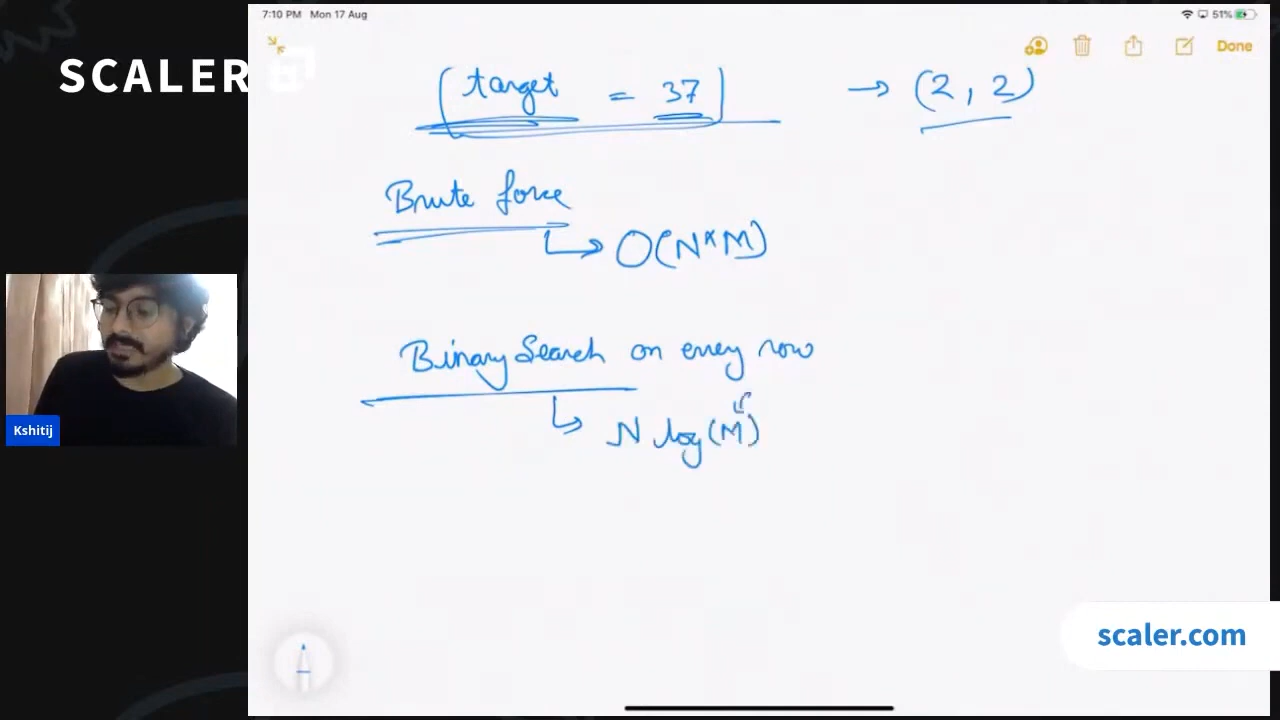 7:10 PM Mon 17 Aug
51%
SCALER
Done
(target = 37) → (2, 2)
Brute force
↳ O(N*M)
Binary Search on every row
↳ N log(M)
Kshitij
scaler.com